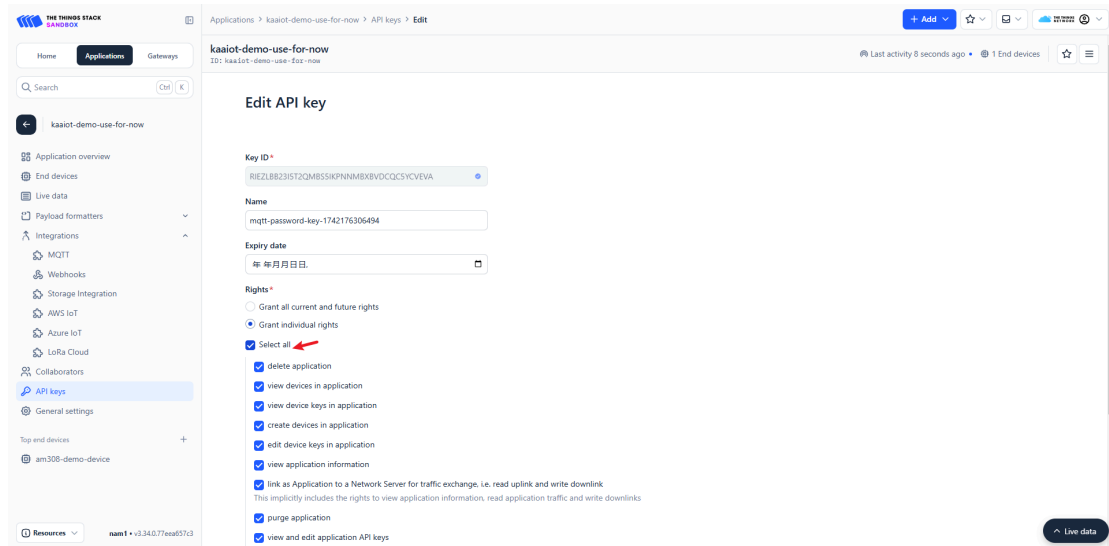 THE THINGS STACK
SANDBOX
Home
Applications
Gateways
Search
Ctrl
K
kaaiot-demo-use-for-now
Application overview
End devices
Live data
Payload formatters
Integrations
MQTT
Webhooks
Storage Integration
AWS IoT
Azure IoT
LoRa Cloud
Collaborators
API keys
General settings
Top end devices
+
am308-demo-device
Resources
nam1 • v3.34.0.77eea657c3
Applications > kaaiot-demo-use-for-now > API keys > Edit
+ Add
THE THINGS
NETWORK
kaaiot-demo-use-for-now
ID: kaaiot-demo-use-for-now
Last activity 8 seconds ago •
1 End devices
Edit API key
Key ID*
Name
mqtt-password-key-1742176306494
Expiry date
年 年月月日日.
Rights*
Grant all current and future rights
Grant individual rights
Select all
delete application
view devices in application
view device keys in application
create devices in application
edit device keys in application
view application information
link as Application to a Network Server for traffic exchange, i.e. read uplink and write downlink
This implicitly includes the rights to view application information, read application traffic and write downlinks
purge application
view and edit application API keys
Live data